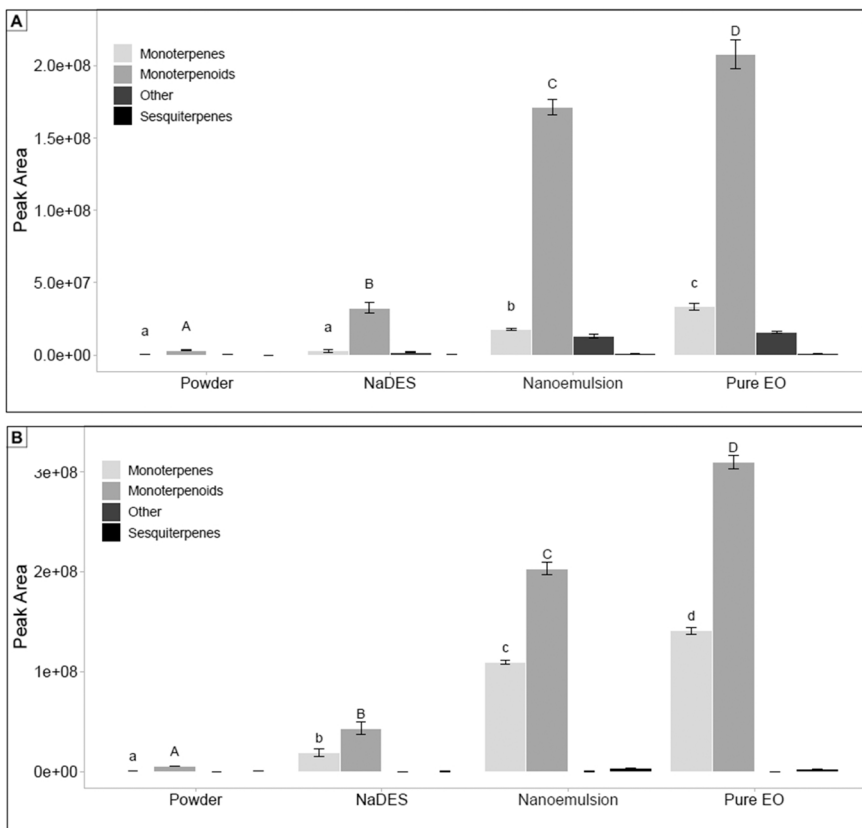 A
Monoterpenes
Monoterpenoids
Other
Sesquiterpenes
Peak Area
2.0e+08
1.5e+08
1.0e+08
5.0e+07
0.0e+00
a A
a B
b C
c D
Powder NaDES Nanoemulsion Pure EO
B
Monoterpenes
Monoterpenoids
Other
Sesquiterpenes
Peak Area
3e+08
2e+08
1e+08
0e+00
a A
b B
c C
d D
Powder NaDES Nanoemulsion Pure EO